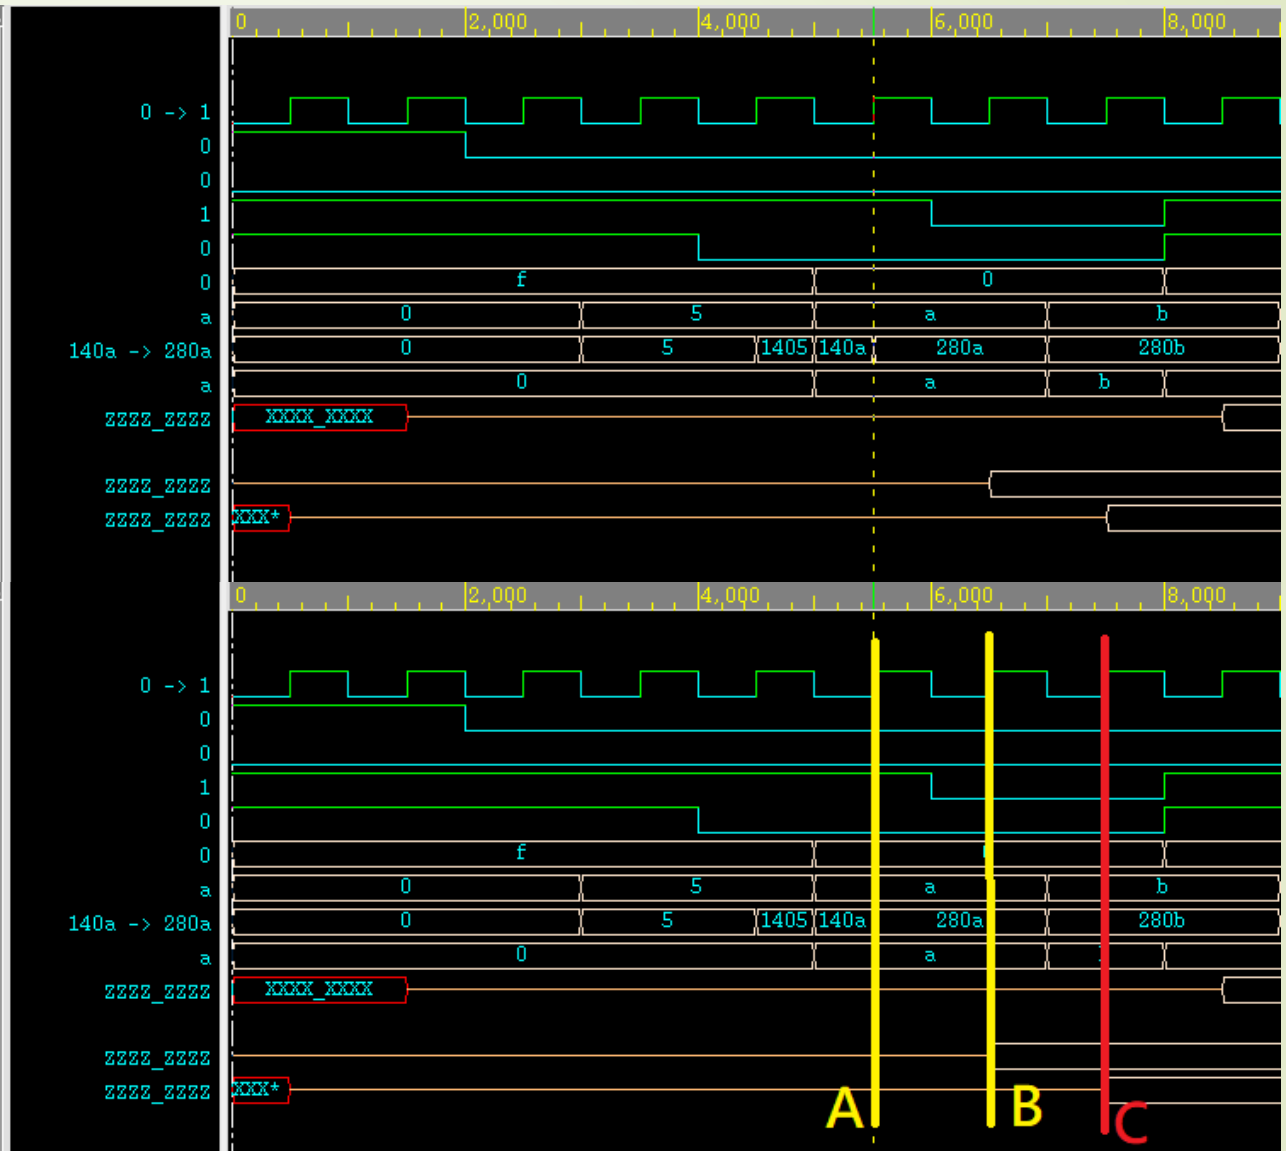 0 2,000 4,000 6,000 8,000
0 -> 1
0
0
1
0
0 f 0
a 0 5 a b
140a -> 280a 0 5 1405 140a 280a 280b
a 0 a b
ZZZZ_ZZZZ XXXX_XXXX
ZZZZ_ZZZZ
ZZZZ_ZZZZ XXX*
0 2,000 4,000 6,000 8,000
0 -> 1
0
0
1
0
0 f
a 0 5 a b
140a -> 280a 0 5 1405 140a 280a 280b
a 0 a
ZZZZ_ZZZZ XXXX_XXXX
ZZZZ_ZZZZ
ZZZZ_ZZZZ XXX*
A B C